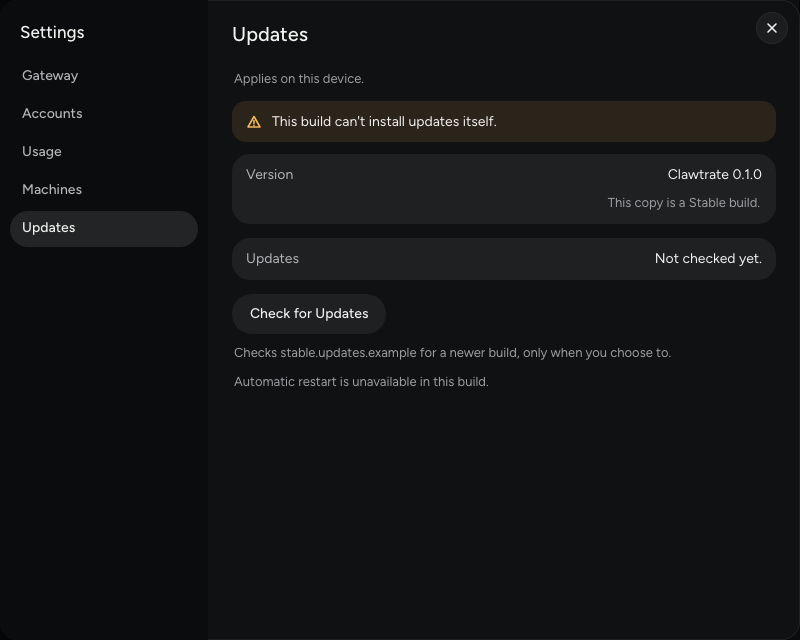 Settings
Gateway
Accounts
Usage
Machines
Updates
Updates
Applies on this device.
This build can't install updates itself.
Version
Clawtrate 0.1.0
This copy is a Stable build.
Updates
Not checked yet.
Check for Updates
Checks stable.updates.example for a newer build, only when you choose to.
Automatic restart is unavailable in this build.